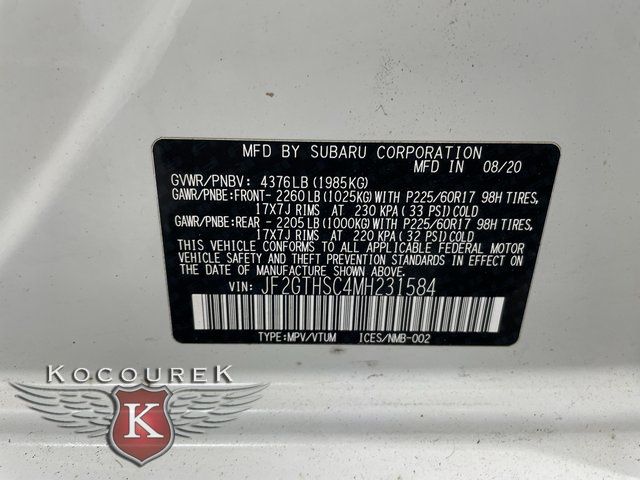 MFD BY SUBARU CORPORATION
MFD IN 08/20
GVWR/PNBV: 4376LB (1985KG)
GAWR/PNBE:FRONT- 2260LB (1025KG) WITH P225/60R17 98H TIRES,
17X7J RIMS AT 230 KPA (33 PSI) COLD
GAWR/PNBE:REAR - 2205LB (1000KG) WITH P225/60R17 98H TIRES,
17X7J RIMS AT 220 KPA (32 PSI) COLD
THIS VEHICLE CONFORMS TO ALL APPLICABLE FEDERAL MOTOR
VEHICLE SAFETY AND THEFT PREVENTION STANDARDS IN EFFECT
ON THE DATE OF MANUFACTURE SHOWN ABOVE.
VIN: JF2GTHSC4MH231584
TYPE:MPV/VTUM ICES/NMB-002
KOCOUREK
K